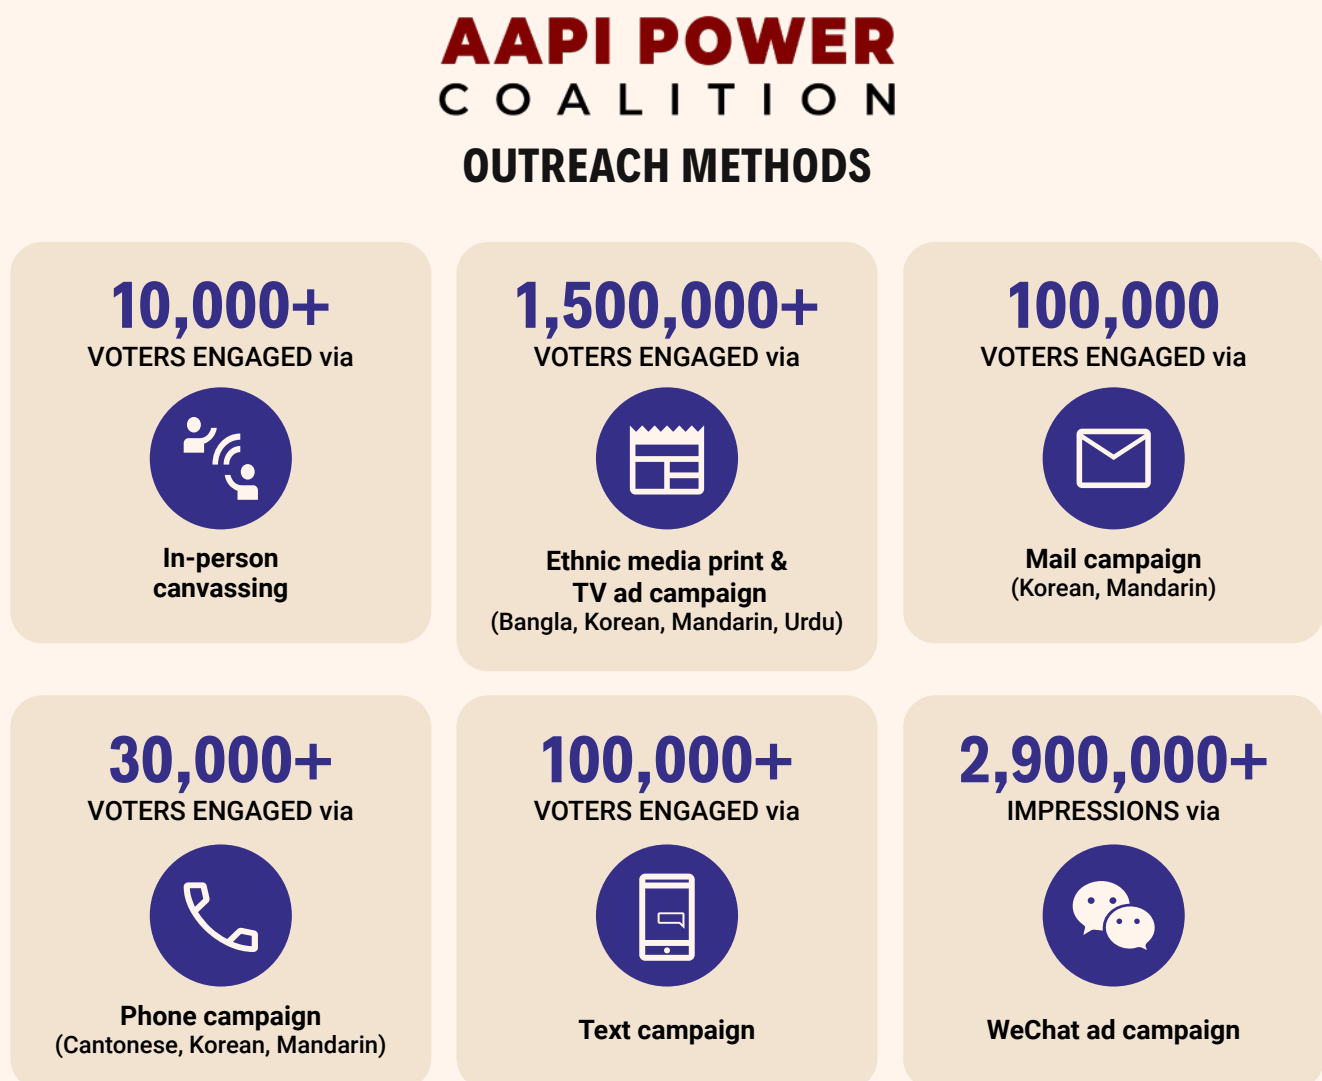 AAPI POWER
COALITION
OUTREACH METHODS
10,000+
VOTERS ENGAGED via
In-person
canvassing
1,500,000+
VOTERS ENGAGED via
Ethnic media print &
TV ad campaign
(Bangla, Korean, Mandarin, Urdu)
100,000
VOTERS ENGAGED via
Mail campaign
(Korean, Mandarin)
30,000+
VOTERS ENGAGED via
Phone campaign
(Cantonese, Korean, Mandarin)
100,000+
VOTERS ENGAGED via
Text campaign
2,900,000+
IMPRESSIONS via
WeChat ad campaign